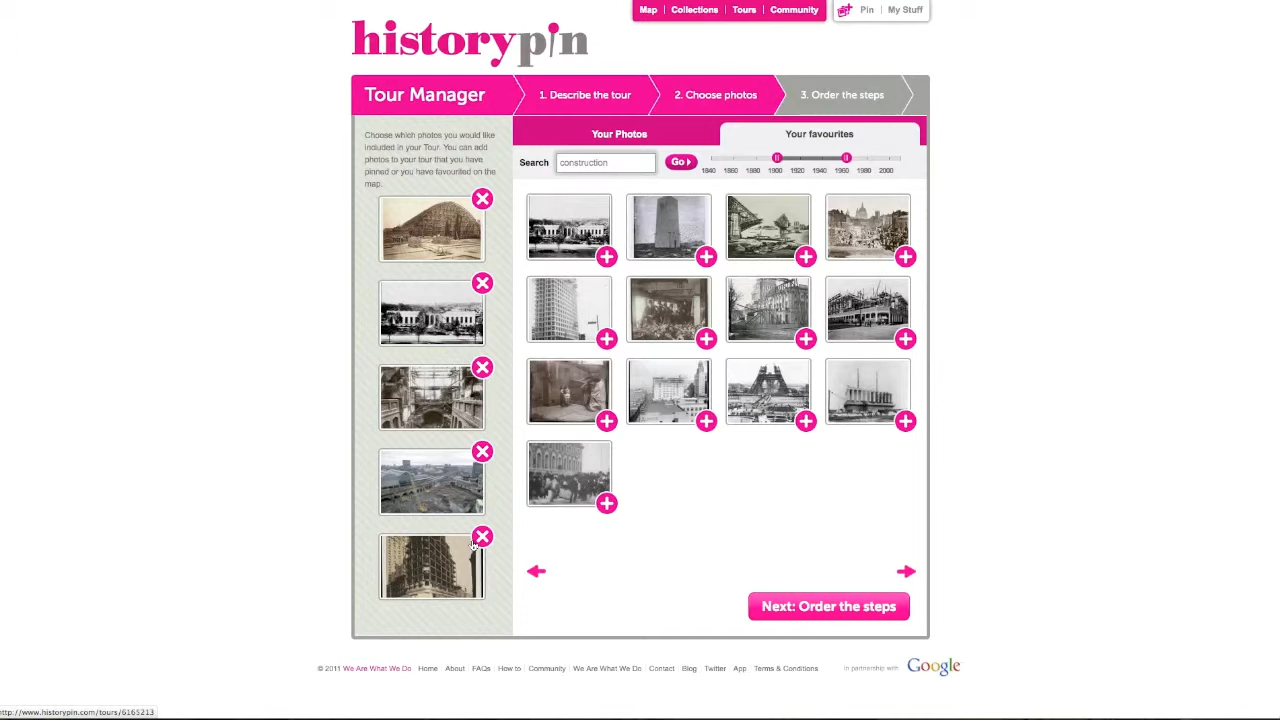 Map | Collections | Tours | Community
Pin | My Stuff
historypin
Tour Manager
1. Describe the tour
2. Choose photos
3. Order the steps
Choose which photos you would like
included in your Tour. You can add
photos to your tour that you have
pinned or you have favourited on the
map.
Your Photos
Your favourites
Search
construction
Go
1840 1860 1880 1900 1920 1940 1960 1980 2000
Next: Order the steps
© 2011 We Are What We Do Home About FAQs How to Community We Are What We Do Contact Blog Twitter App Terms & Conditions
in partnership with Google
http://www.historypin.com/tours/6165213